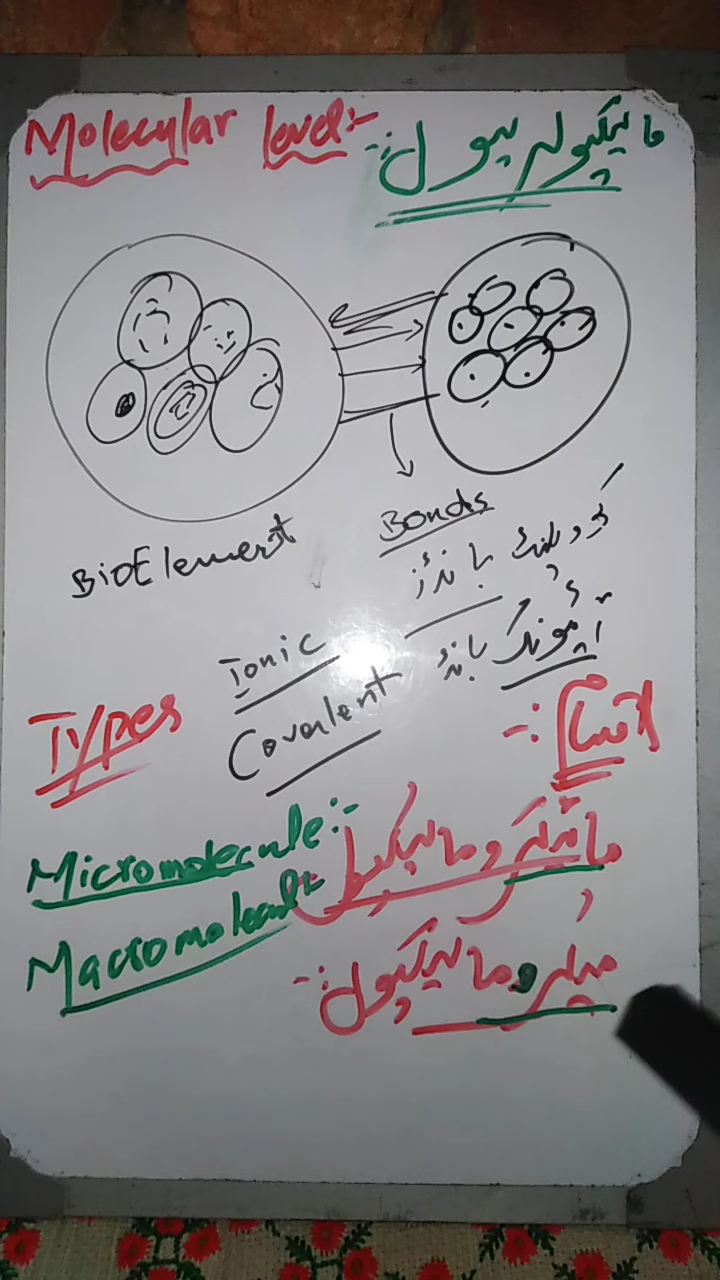 Molecular level:-
مالیکیولر لیول:-
BioElement
Bonds
کوویلنٹ بانڈز
آئیونک بانڈ
Ionic
Covalent
Types
اقسام:-
Micromolecule:-
مائیکرو مالیکیول
Macromolecul:-
میکرو مالیکیول:-